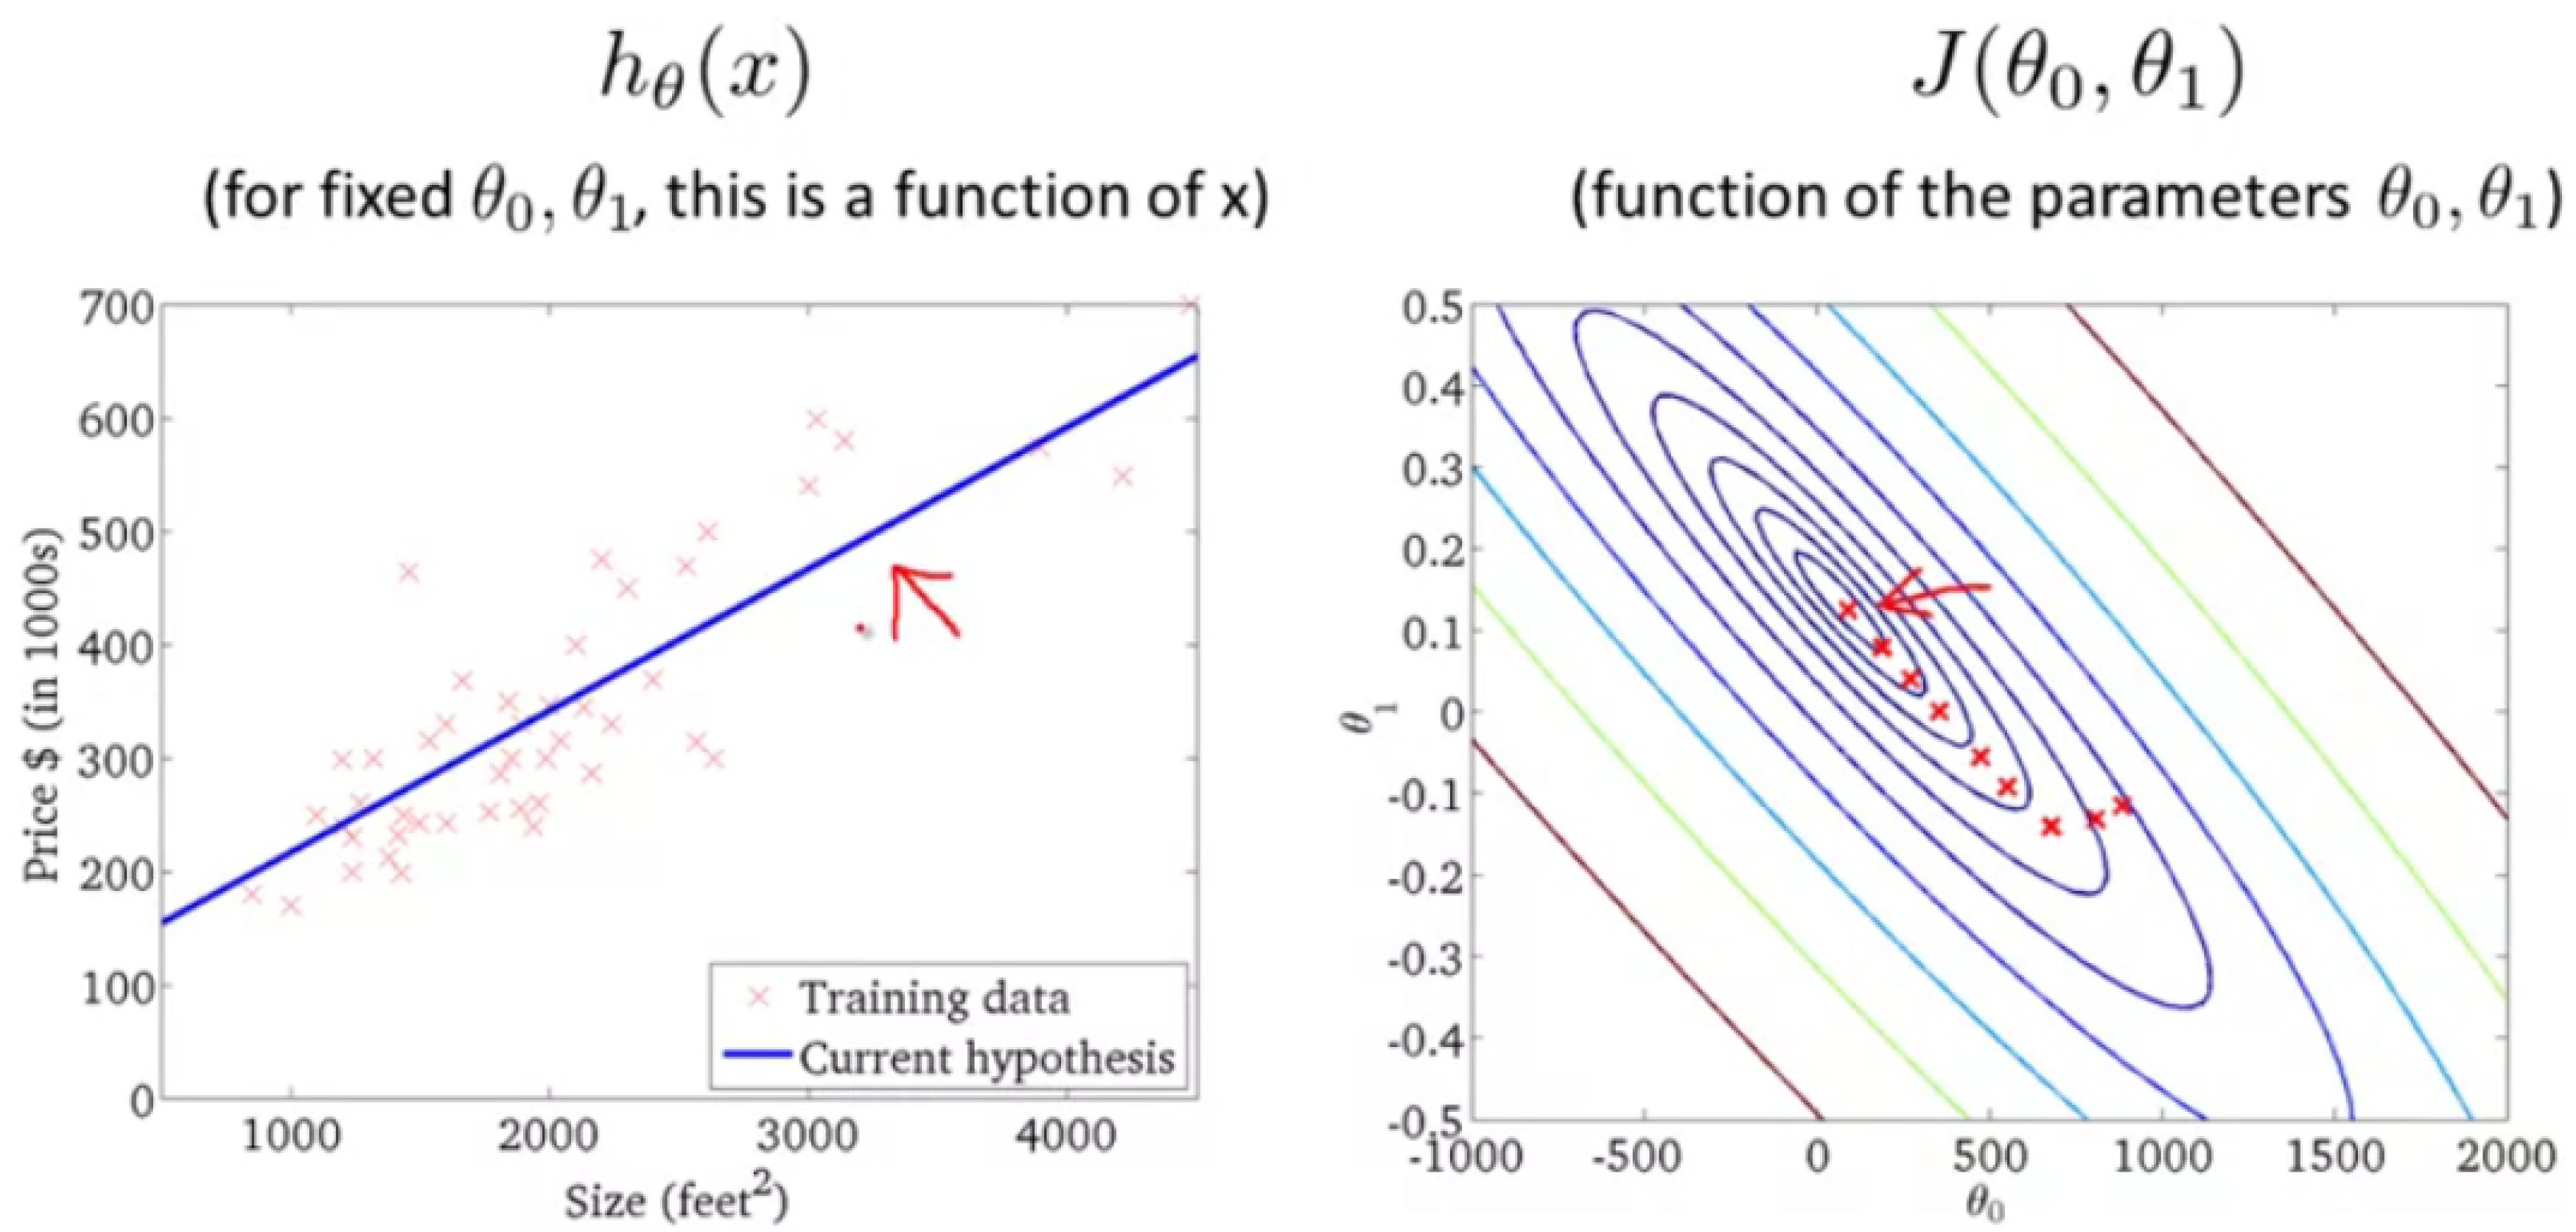 hθ(x)
(for fixed θ0, θ1, this is a function of x)
700
600
500
400
300
200
100
0
Price $ (in 1000s)
1000 2000 3000 4000
Size (feet²)
Training data
Current hypothesis
J(θ0, θ1)
(function of the parameters θ0, θ1)
0.5
0.4
0.3
0.2
0.1
0
-0.1
-0.2
-0.3
-0.4
-0.5
θ1
-1000 -500 0 500 1000 1500 2000
θ0